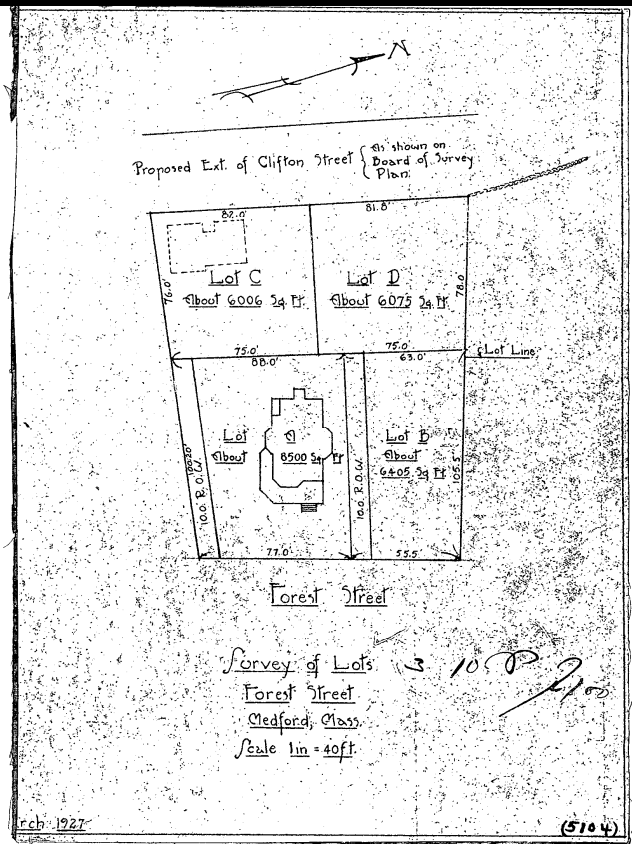 N
Proposed Ext. of Clifton Street { As shown on
Board of Survey
Plan.
82.0' 81.8'
76.0' 78.0'
Lot C
About 6006 Sq. Ft.
Lot D
About 6075 Sq. Ft.
75.0' 75.0'
88.0' 63.0'
Lot Line
Lot A
About 8500 Sq. Ft
Lot B
About
6405 Sq Ft
10.0 R.O.W.
10.0 R.O.W.
105.5
77.0 55.5
Forest Street
Survey of Lots
Forest Street
Medford, Mass.
Scale 1in = 40ft.
3 10 P
rch 1927
(5104)